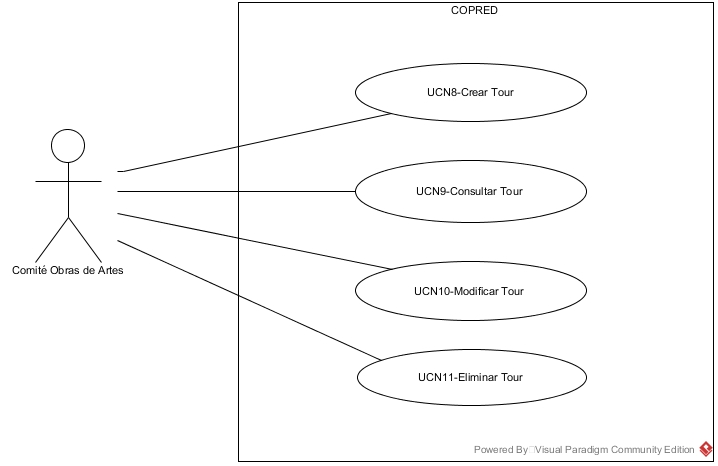 COPRED
UCN8-Crear Tour
UCN9-Consultar Tour
Comité Obras de Artes
UCN10-Modificar Tour
UCN11-Eliminar Tour
Powered By Visual Paradigm Community Edition